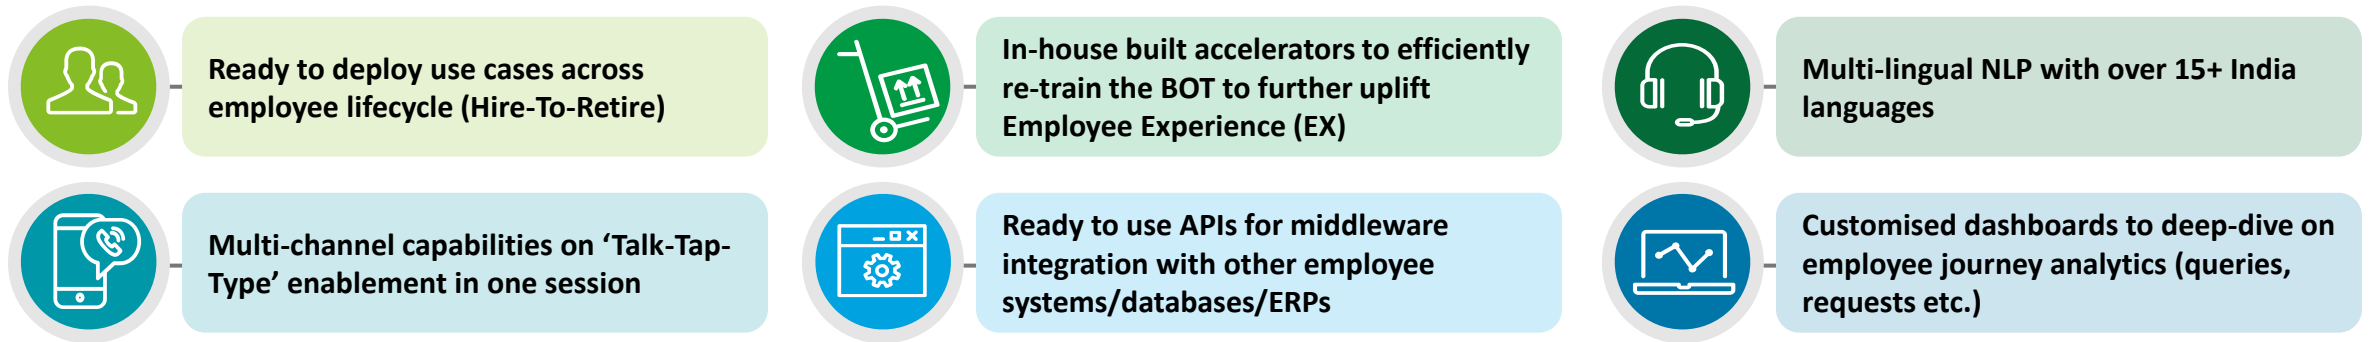 Ready to deploy use cases across
employee lifecycle (Hire-To-Retire)
In-house built accelerators to efficiently
re-train the BOT to further uplift
Employee Experience (EX)
Multi-lingual NLP with over 15+ India
languages
Multi-channel capabilities on ‘Talk-Tap-
Type’ enablement in one session
Ready to use APIs for middleware
integration with other employee
systems/databases/ERPs
Customised dashboards to deep-dive on
employee journey analytics (queries,
requests etc.)